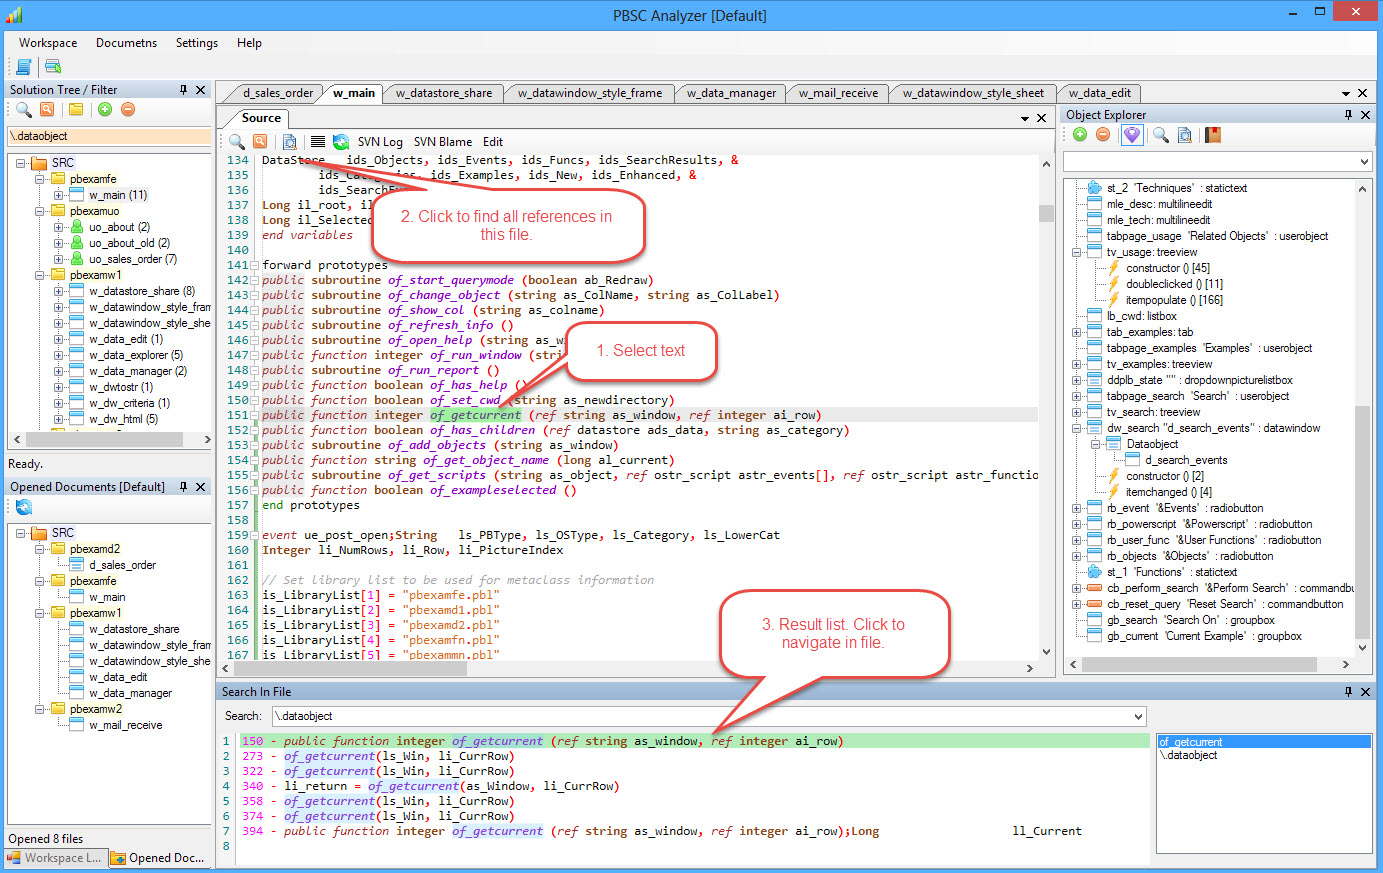 PBSC Analyzer [Default]
Workspace Documetns Settings Help
Solution Tree / Filter
\.dataobject
SRC
pbexamfe
w_main (11)
pbexamuo
uo_about (2)
uo_about_old (2)
uo_sales_order (7)
pbexamw1
w_datastore_share (8)
w_datawindow_style_fram
w_datawindow_style_shee
w_data_edit (1)
w_data_explorer (5)
w_data_manager (2)
w_dwtostr (1)
w_dw_criteria (1)
w_dw_html (5)
Ready.
Opened Documents [Default]
SRC
pbexamd2
d_sales_order
pbexamfe
w_main
pbexamw1
w_datastore_share
w_datawindow_style_fram
w_datawindow_style_shee
w_data_edit
w_data_manager
pbexamw2
w_mail_receive
Opened 8 files
Workspace L... Opened Doc...
d_sales_order w_main w_datastore_share w_datawindow_style_frame w_data_manager w_mail_receive w_datawindow_style_sheet w_data_edit
Source
SVN Log SVN Blame Edit
134 DataStore ids_Objects, ids_Events, ids_Funcs, ids_SearchResults, &
135 ids_Categories, ids_Examples, ids_New, ids_Enhanced, &
136 ids_SearchEx
137 Long il_root, il
138 Long il_Selected
139 end variables
140
141 forward prototypes
142 public subroutine of_start_querymode (boolean ab_Redraw)
143 public subroutine of_change_object (string as_ColName, string as_ColLabel)
144 public subroutine of_show_col (string as_colname)
145 public subroutine of_refresh_info ()
146 public subroutine of_open_help (string as_wi
147 public function integer of_run_window (stri
148 public subroutine of_run_report ()
149 public function boolean of_has_help ()
150 public function boolean of_set_cwd (string as_newdirectory)
151 public function integer of_getcurrent (ref string as_window, ref integer ai_row)
152 public function boolean of_has_children (ref datastore ads_data, string as_category)
153 public subroutine of_add_objects (string as_window)
154 public function string of_get_object_name (long al_current)
155 public subroutine of_get_scripts (string as_object, ref ostr_script astr_events[], ref ostr_script astr_functio
156 public function boolean of_exampleselected ()
157 end prototypes
158
159 event ue_post_open;String ls_PBType, ls_OSType, ls_Category, ls_LowerCat
160 Integer li_NumRows, li_Row, li_PictureIndex
161
162 // Set library list to be used for metaclass information
163 is_LibraryList[1] = "pbexamfe.pbl"
164 is_LibraryList[2] = "pbexamd1.pbl"
165 is_LibraryList[3] = "pbexamd2.pbl"
166 is_LibraryList[4] = "pbexamfn.pbl"
167 is_LibraryList[5] = "pbexammn.pbl"
2. Click to find all references in
this file.
1. Select text
3. Result list. Click to
navigate in file.
Object Explorer
st_2 'Techniques' : statictext
mle_desc: multilineedit
mle_tech: multilineedit
tabpage_usage 'Related Objects' : userobject
tv_usage: treeview
constructor () [45]
doubleclicked () [11]
itempopulate () [166]
lb_cwd: listbox
tab_examples: tab
tabpage_examples 'Examples' : userobject
tv_examples: treeview
ddplb_state "" : dropdownpicturelistbox
tabpage_search 'Search' : userobject
tv_search: treeview
dw_search "d_search_events" : datawindow
Dataobject
d_search_events
constructor () [2]
itemchanged () [4]
rb_event '&Events' : radiobutton
rb_powerscript '&Powerscript' : radiobutton
rb_user_func '&User Functions' : radiobutton
rb_objects '&Objects' : radiobutton
st_1 'Functions' : statictext
cb_perform_search '&Perform Search' : commandbu
cb_reset_query 'Reset Search' : commandbutton
gb_search 'Search On' : groupbox
gb_current 'Current Example' : groupbox
Search In File
Search: \.dataobject
1 150 - public function integer of_getcurrent (ref string as_window, ref integer ai_row)
2 273 - of_getcurrent(ls_Win, li_CurrRow)
3 322 - of_getcurrent(ls_Win, li_CurrRow)
4 340 - li_return = of_getcurrent(as_Window, li_CurrRow)
5 358 - of_getcurrent(ls_Win, li_CurrRow)
6 374 - of_getcurrent(ls_Win, li_CurrRow)
7 394 - public function integer of_getcurrent (ref string as_window, ref integer ai_row);Long ll_Current
8
of_getcurrent
\.dataobject